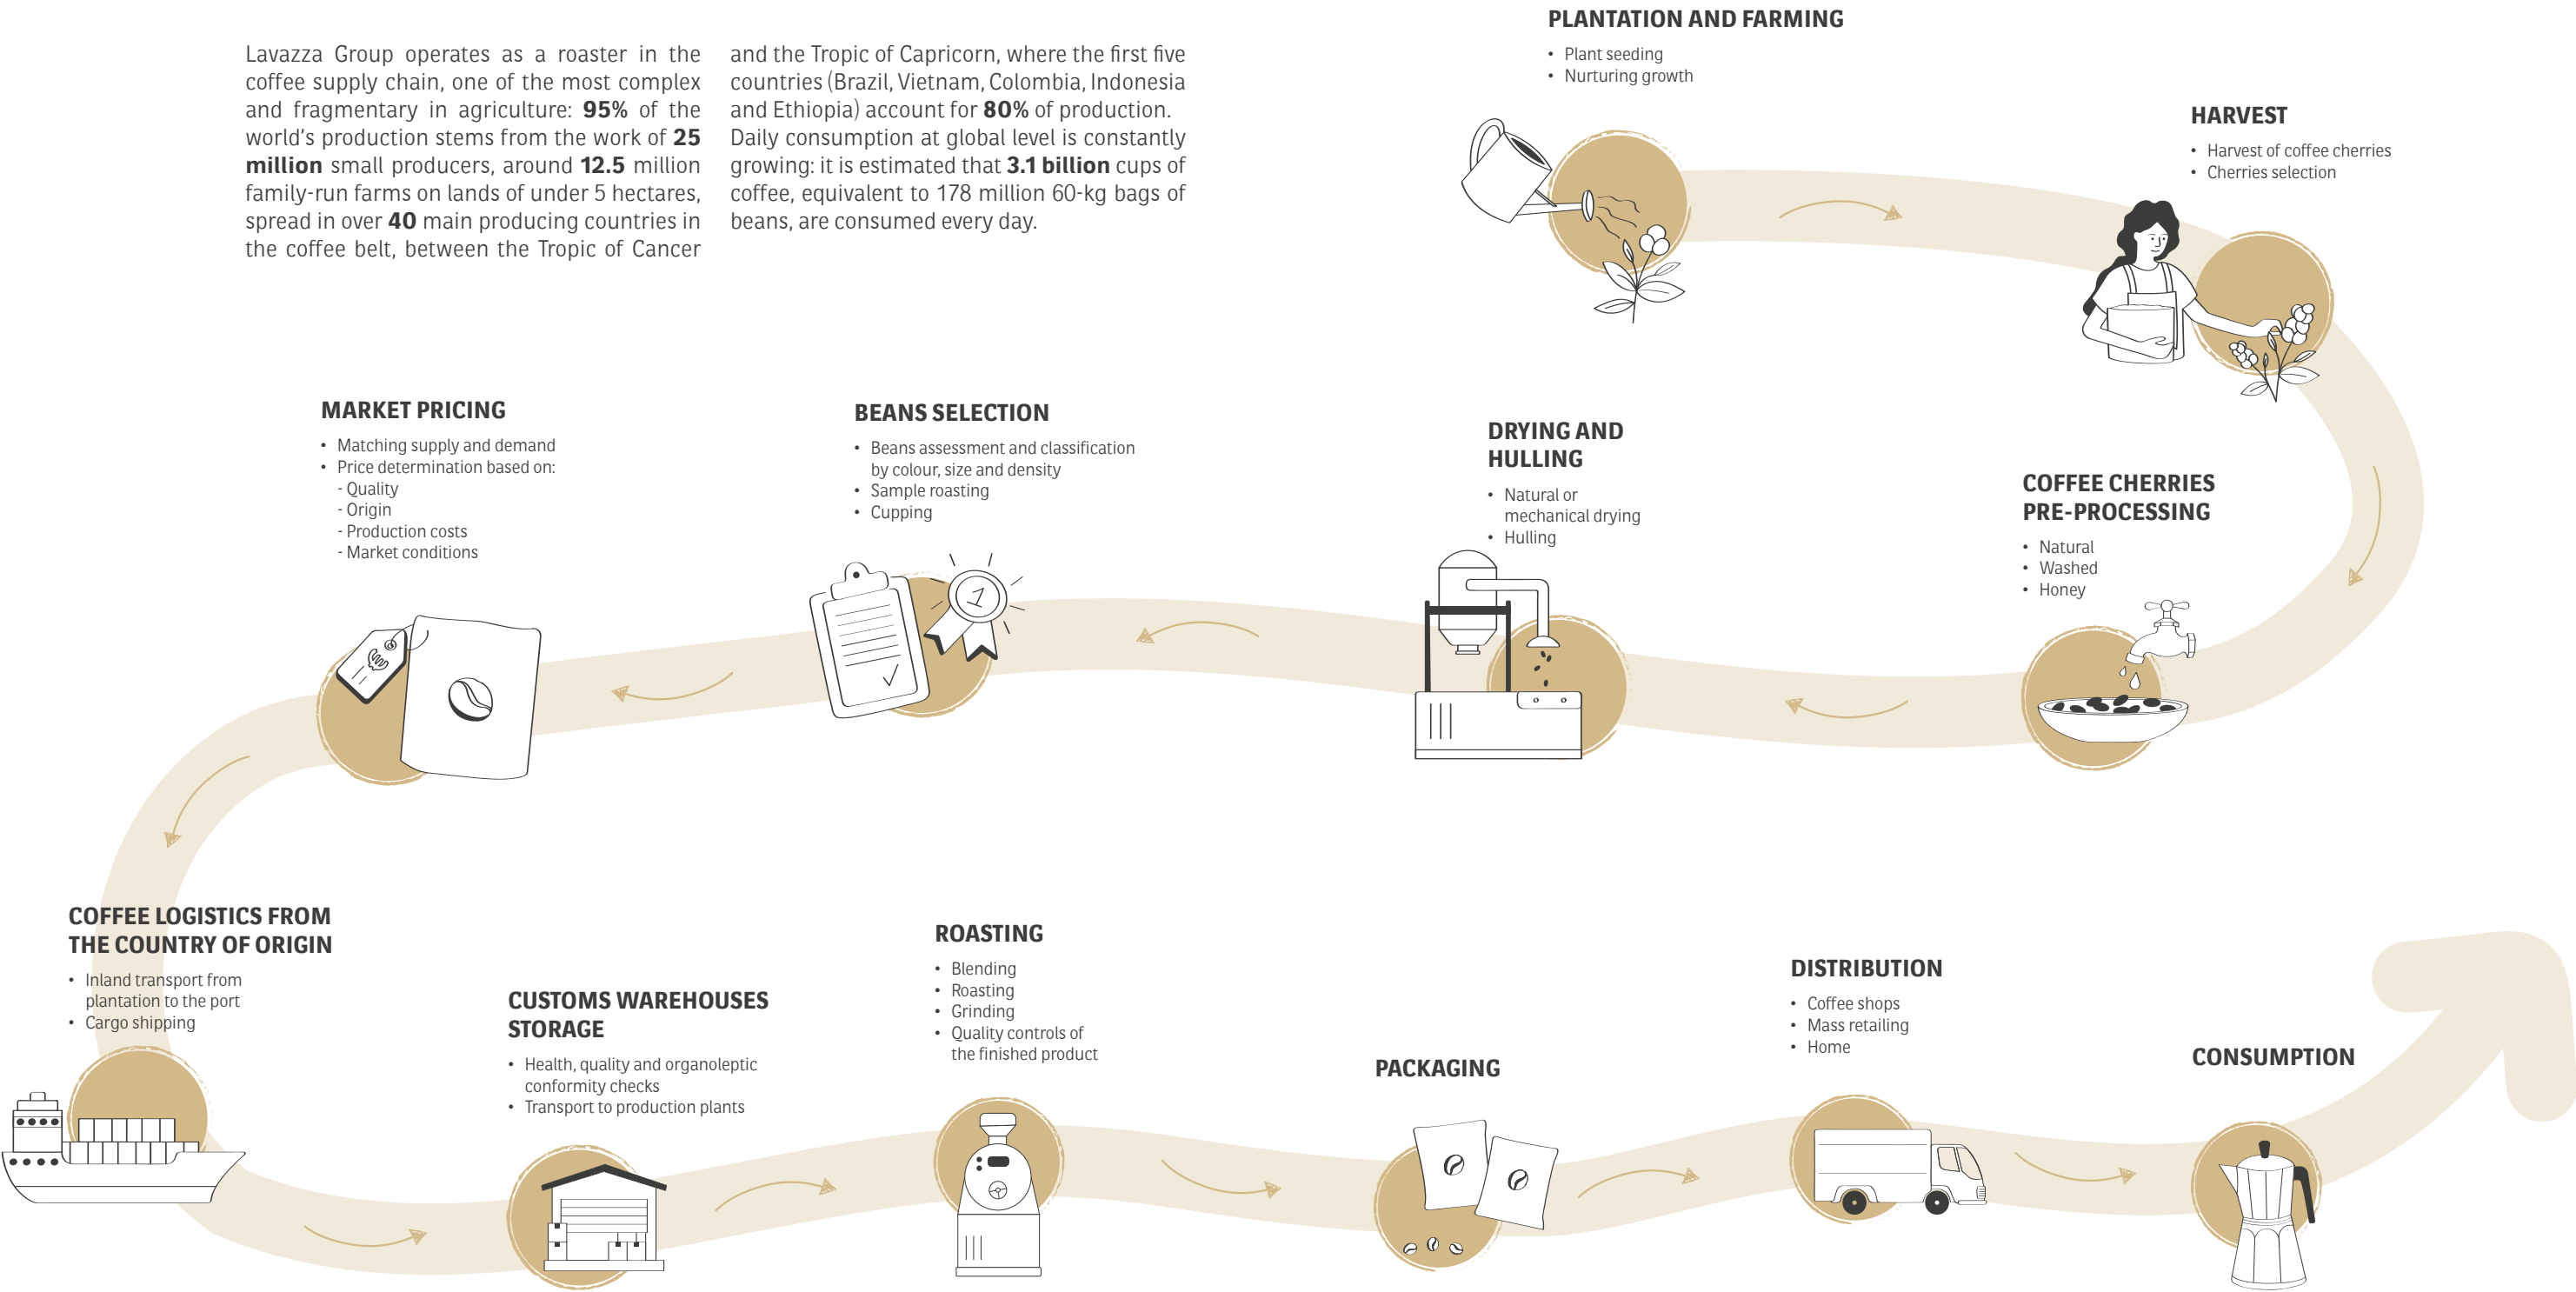 Lavazza Group operates as a roaster in the
coffee supply chain, one of the most complex
and fragmentary in agriculture: 95% of the
world's production stems from the work of 25
million small producers, around 12.5 million
family-run farms on lands of under 5 hectares,
spread in over 40 main producing countries in
the coffee belt, between the Tropic of Cancer
and the Tropic of Capricorn, where the first five
countries (Brazil, Vietnam, Colombia, Indonesia
and Ethiopia) account for 80% of production.
Daily consumption at global level is constantly
growing: it is estimated that 3.1 billion cups of
coffee, equivalent to 178 million 60-kg bags of
beans, are consumed every day.
PLANTATION AND FARMING
• Plant seeding
• Nurturing growth
HARVEST
• Harvest of coffee cherries
• Cherries selection
COFFEE CHERRIES
PRE-PROCESSING
• Natural
• Washed
• Honey
DRYING AND
HULLING
• Natural or
mechanical drying
• Hulling
BEANS SELECTION
• Beans assessment and classification
by colour, size and density
• Sample roasting
• Cupping
1
MARKET PRICING
• Matching supply and demand
• Price determination based on:
- Quality
- Origin
- Production costs
- Market conditions
€
COFFEE LOGISTICS FROM
THE COUNTRY OF ORIGIN
• Inland transport from
plantation to the port
• Cargo shipping
CUSTOMS WAREHOUSES
STORAGE
• Health, quality and organoleptic
conformity checks
• Transport to production plants
ROASTING
• Blending
• Roasting
• Grinding
• Quality controls of
the finished product
PACKAGING
DISTRIBUTION
• Coffee shops
• Mass retailing
• Home
CONSUMPTION